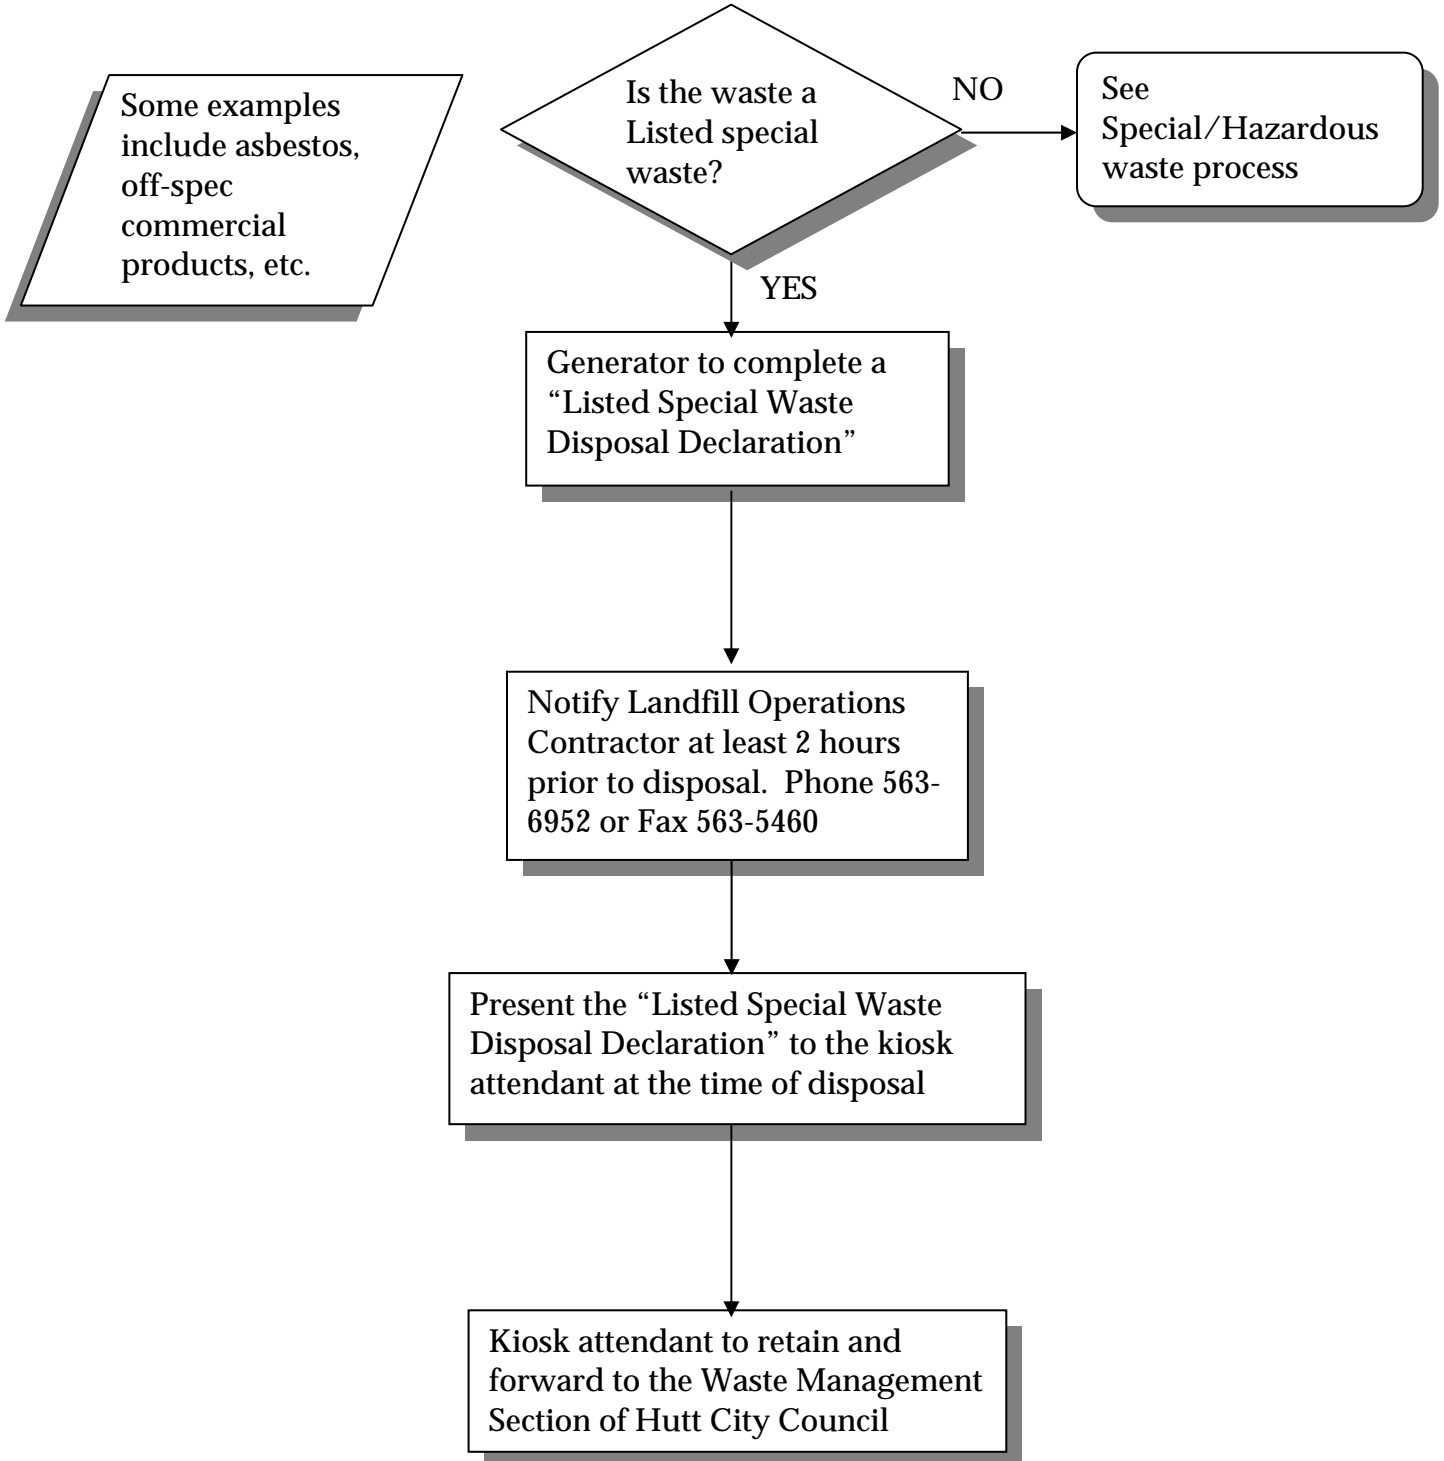 Some examples
include asbestos,
off-spec
commercial
products, etc.
Is the waste a
Listed special
waste?
NO
See
Special/Hazardous
waste process
YES
Generator to complete a
“Listed Special Waste
Disposal Declaration”
Notify Landfill Operations
Contractor at least 2 hours
prior to disposal.  Phone 563-
6952 or Fax 563-5460
Present the “Listed Special Waste
Disposal Declaration” to the kiosk
attendant at the time of disposal
Kiosk attendant to retain and
forward to the Waste Management
Section of Hutt City Council